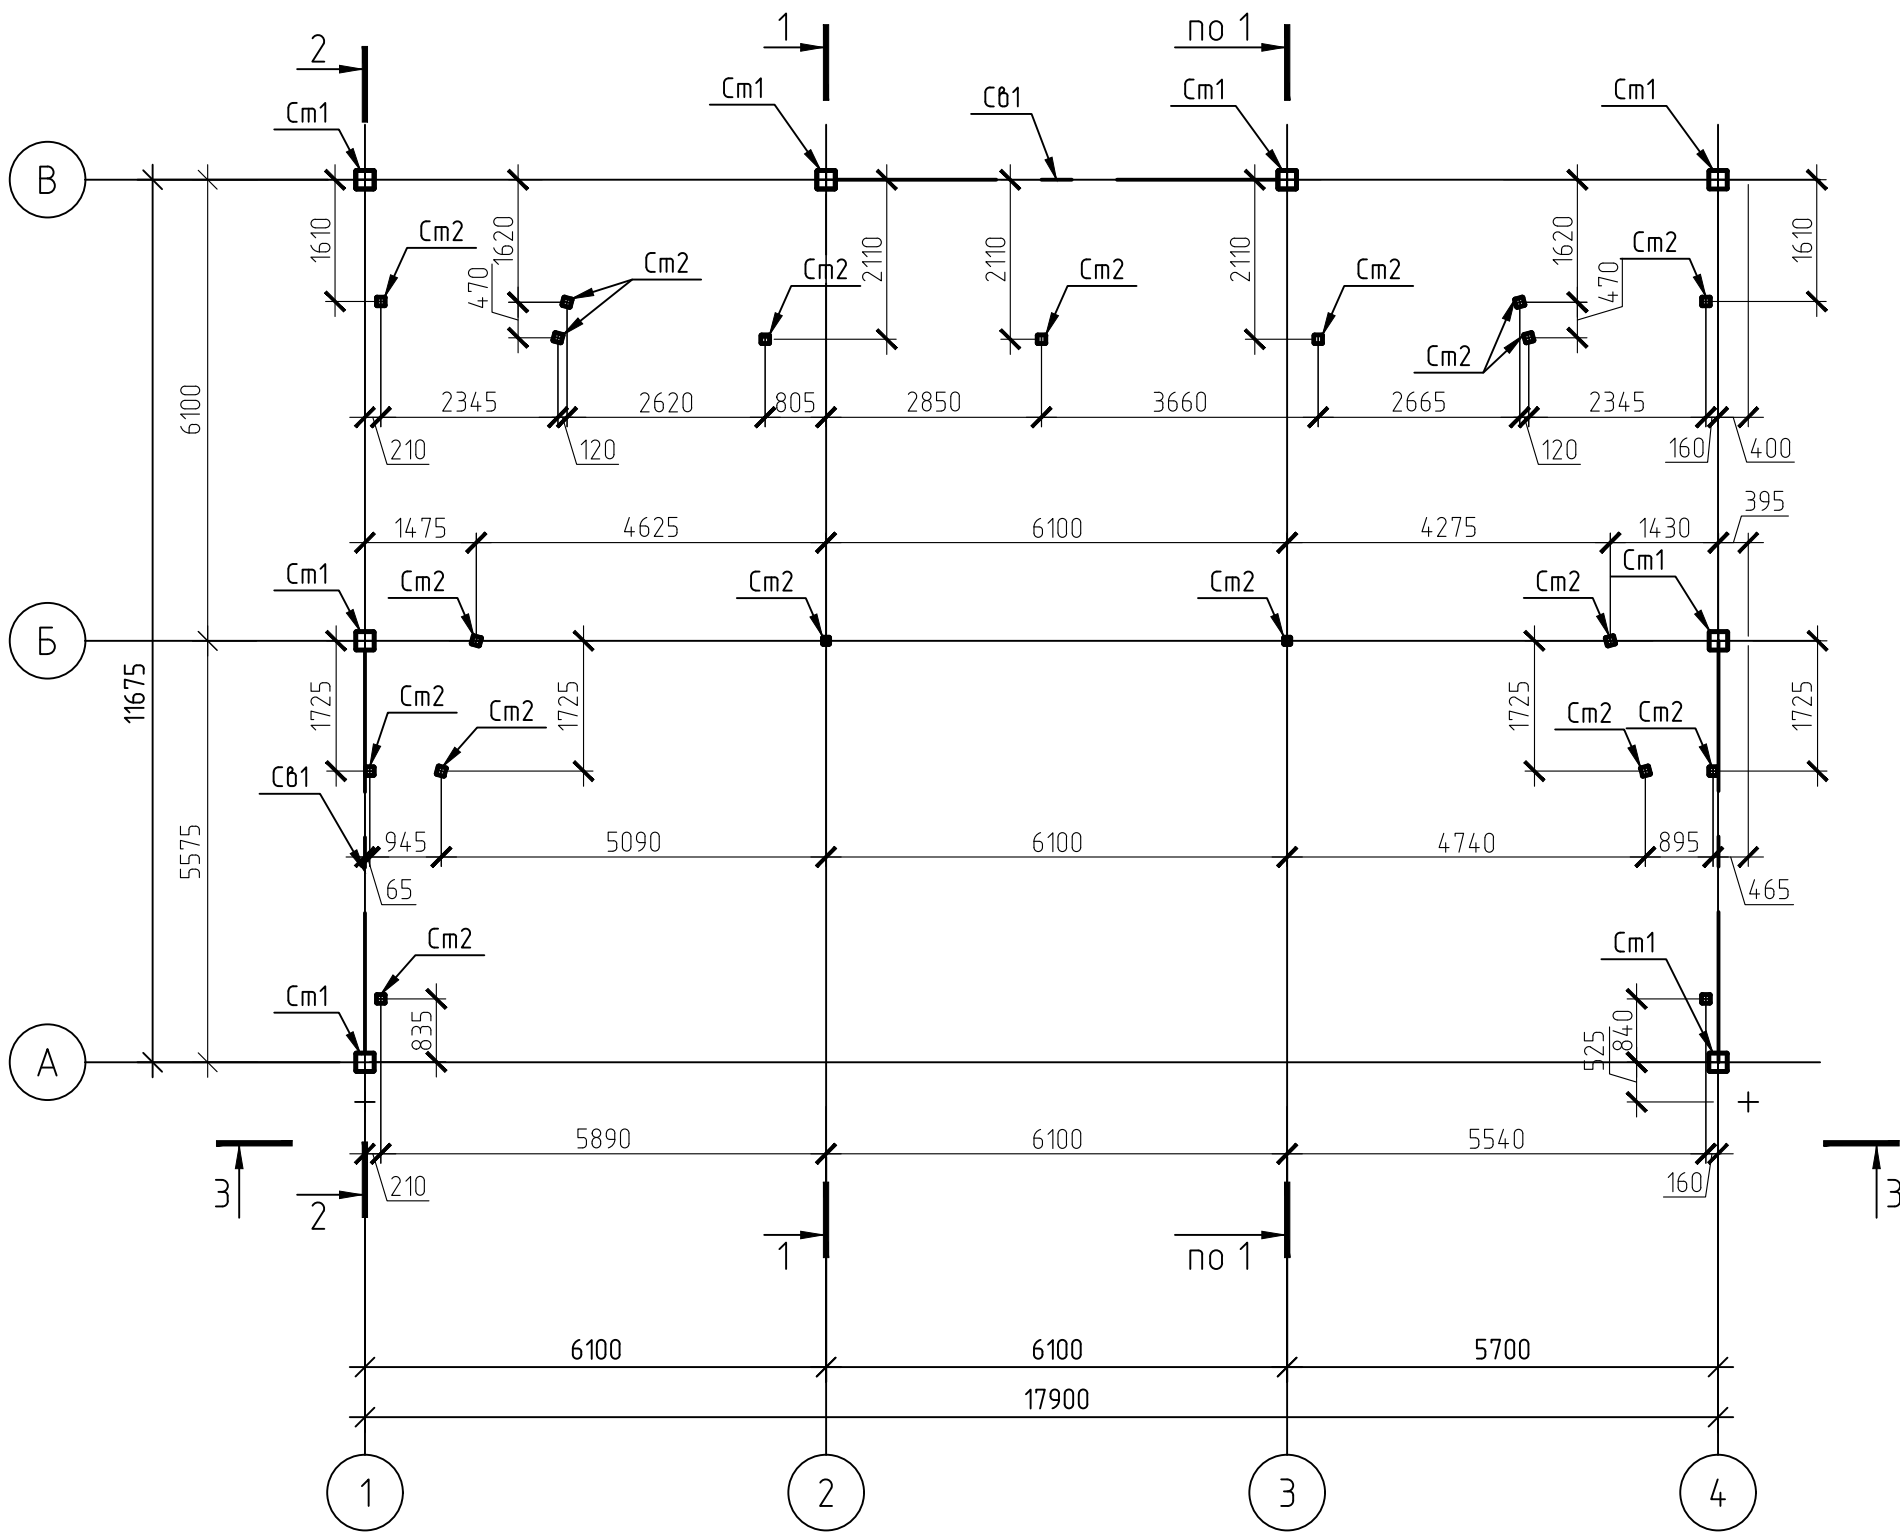 1
по 1
2
Ст1
Св1
Ст1
Ст1
Ст1
В
1610
1620
470
Ст2
Ст2
Ст2
2110
2110
Ст2
2110
Ст2
1620
470
Ст2
1610
Ст2
2345
2620
805
2850
3660
2665
2345
210
120
120
160
400
6100
395
1475
4625
6100
4275
1430
Ст1
Ст2
Ст2
Ст2
Ст2
Ст1
Б
11675
1725
Ст2
Ст2
1725
1725
Ст2
Ст2
1725
Св1
5575
945
5090
6100
4740
895
65
465
Ст2
Ст1
Ст1
835
525
840
А
5890
6100
5540
3
210
160
3
2
1
по 1
6100
6100
5700
17900
1
2
3
4